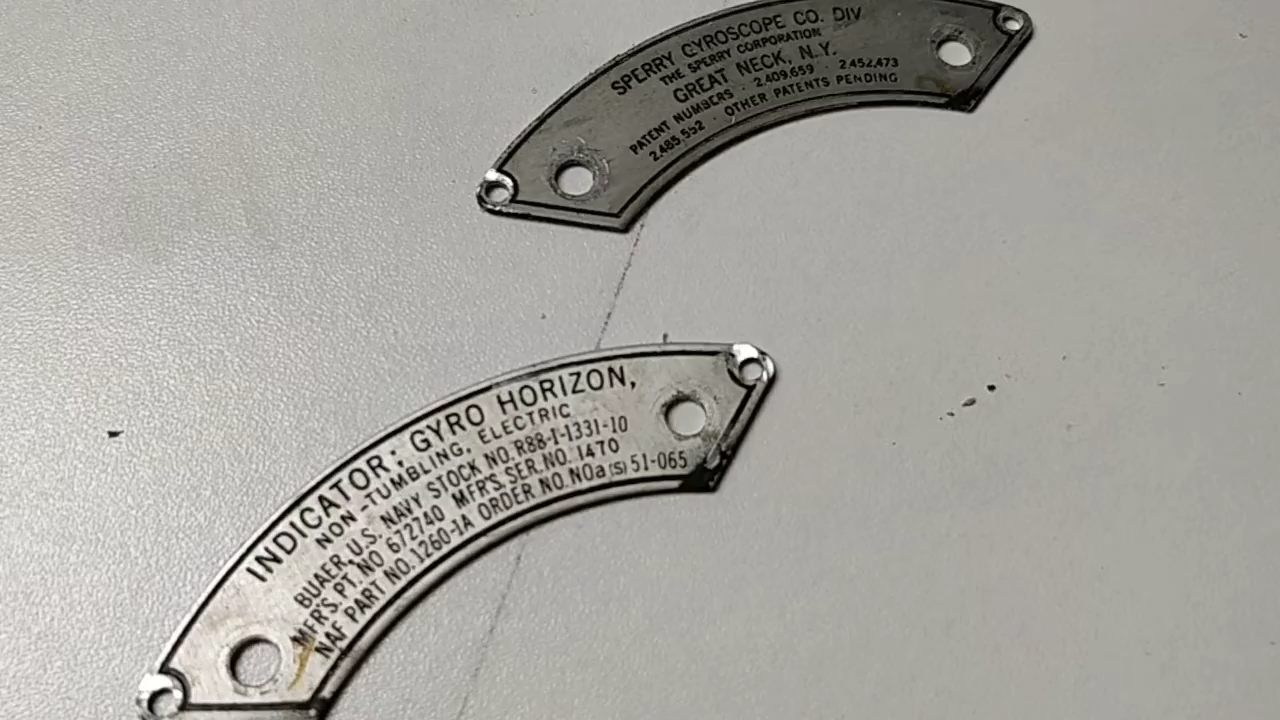 SPERRY GYROSCOPE CO. DIV
THE SPERRY CORPORATION
GREAT NECK, N.Y.
PATENT NUMBERS · 2,409,659 · 2,452,473
2,485,552 · OTHER PATENTS PENDING
INDICATOR; GYRO HORIZON,
NON-TUMBLING, ELECTRIC
BUAER, U.S. NAVY STOCK NO. R88-I-1331-10
MFR'S. PT. NO 672740 MFR'S. SER. NO. 1470
NAF PART NO. 1260-1A ORDER NO. NOa(s) 51-065